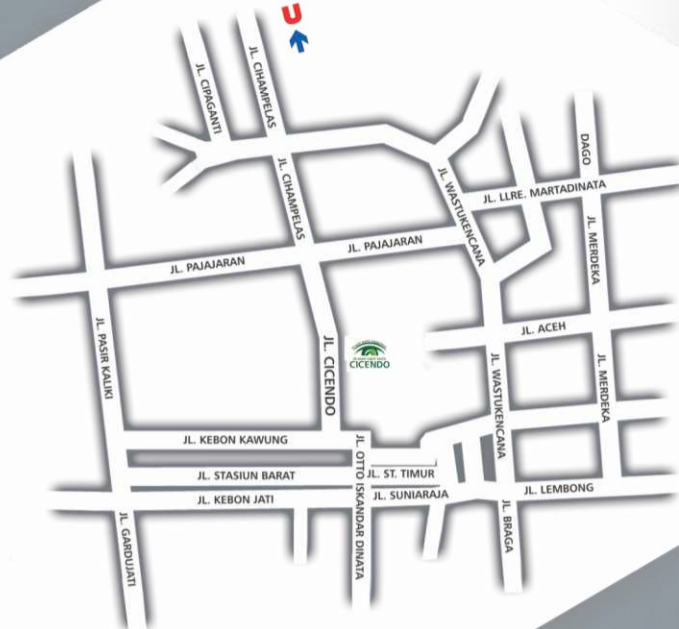 U
JL. CIPAGANTI
JL. CIHAMPELAS
JL. CIHAMPELAS
DAGO
JL. WASTUKENCANA
JL. LLRE. MARTADINATA
JL. PAJAJARAN
JL. PAJAJARAN
JL. MERDEKA
JL. PASIR KALIKI
JL. CICENDO
CICENDO
JL. ACEH
JL. WASTUKENCANA
JL. MERDEKA
JL. KEBON KAWUNG
JL. OTTO ISKANDAR DINATA
JL. STASIUN BARAT
JL. ST. TIMUR
JL. KEBON JATI
JL. SUNIARAJA
JL. LEMBONG
JL. GARDUJATI
JL. BRAGA